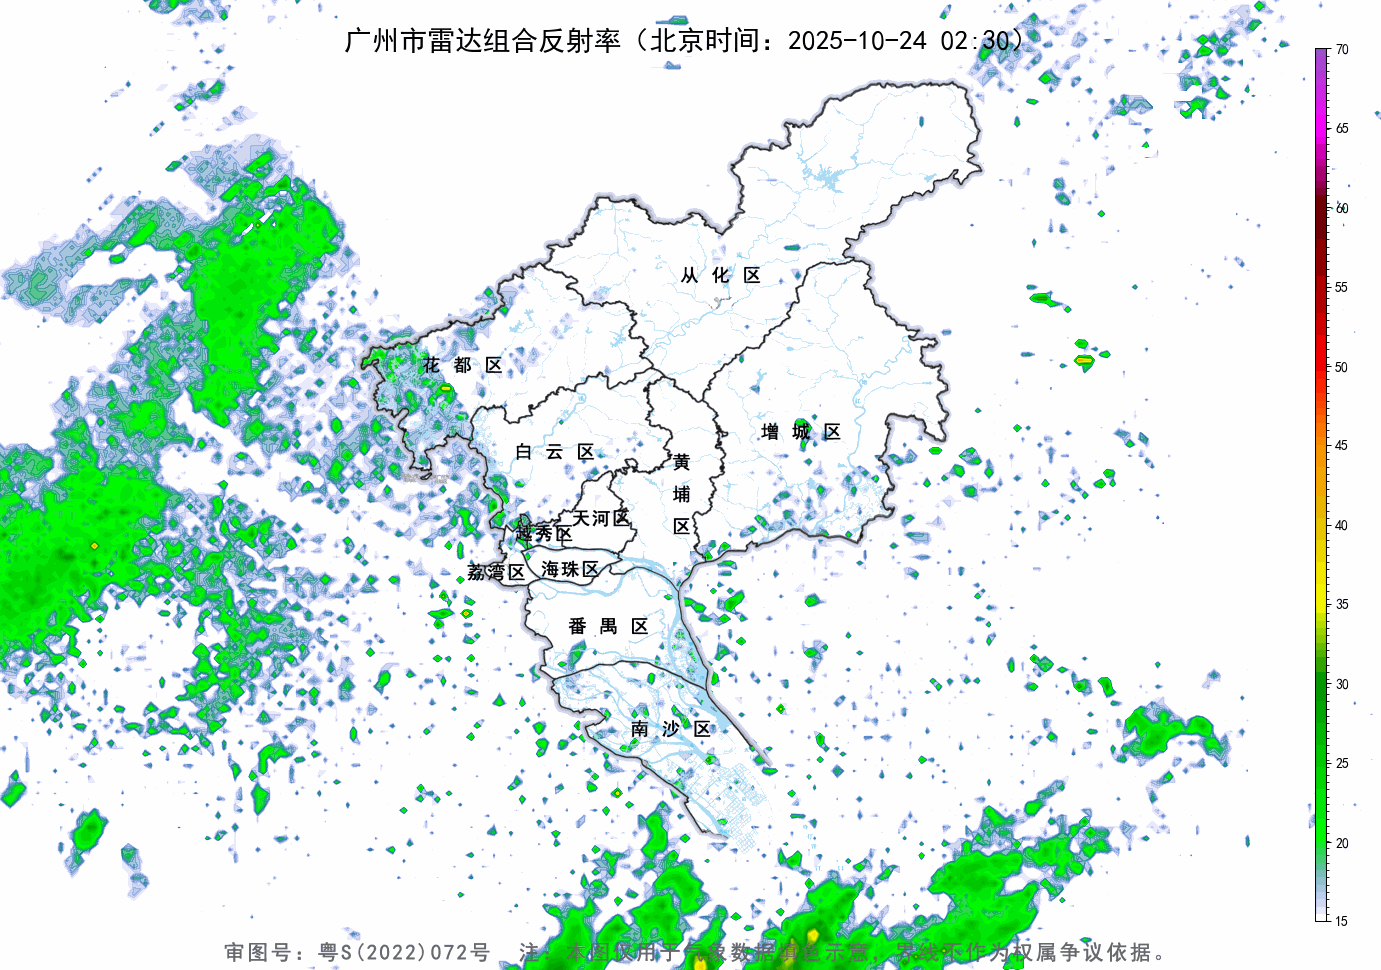 广州市雷达组合反射率（北京时间：2025-10-24 02:30）
70
65
60
55
50
45
40
35
30
25
20
15
从化区
花都区
增城区
白云区
黄埔区
天河区
越秀区
荔湾区
海珠区
番禺区
南沙区
审图号：粤S(2022)072号 注：本图仅用于气象数据填色示意，界线不作为权属争议依据。